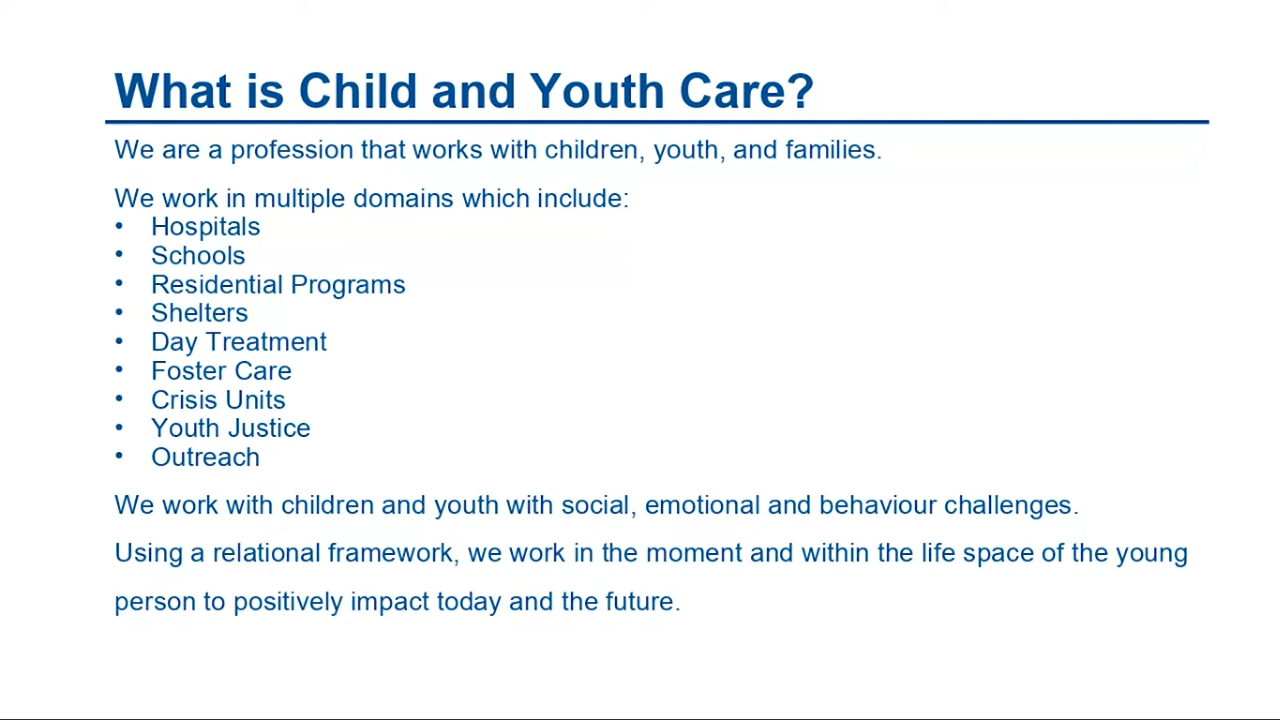 What is Child and Youth Care?
We are a profession that works with children, youth, and families.
We work in multiple domains which include:
• Hospitals
• Schools
• Residential Programs
• Shelters
• Day Treatment
• Foster Care
• Crisis Units
• Youth Justice
• Outreach
We work with children and youth with social, emotional and behaviour challenges.
Using a relational framework, we work in the moment and within the life space of the young
person to positively impact today and the future.